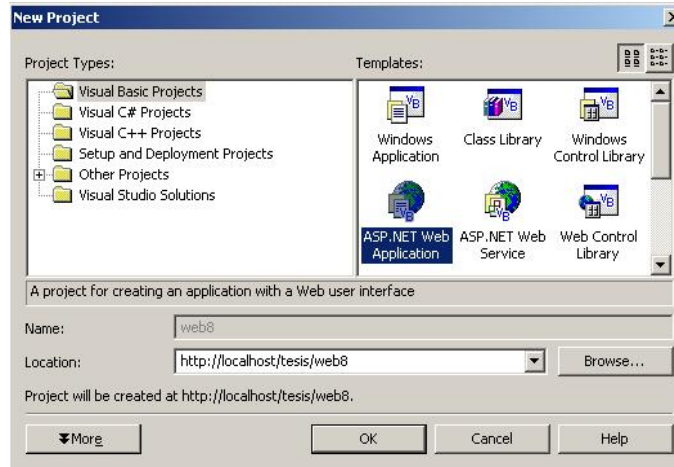 New Project
Project Types:
Templates:
Visual Basic Projects
Visual C# Projects
Visual C++ Projects
Setup and Deployment Projects
Other Projects
Visual Studio Solutions
Windows Application
Class Library
Windows Control Library
ASP.NET Web Application
ASP.NET Web Service
Web Control Library
A project for creating an application with a Web user interface
Name:
web8
Location:
http://localhost/tesis/web8
Browse...
Project will be created at http://localhost/tesis/web8.
More
OK
Cancel
Help